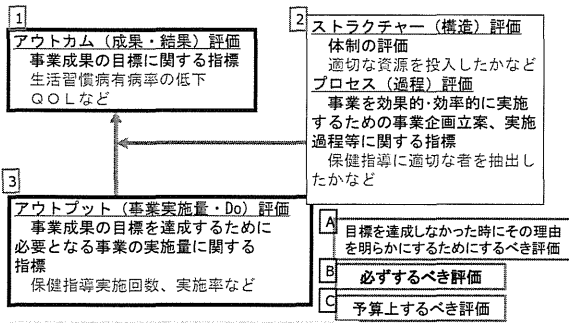 1
アウトカム（成果・結果）評価
事業成果の目標に関する指標
生活習慣病有病率の低下
ＱＯＬなど
2
ストラクチャー（構造）評価
体制の評価
適切な資源を投入したかなど
プロセス（過程）評価
事業を効果的･効率的に実施
するための事業企画立案、実施
過程等に関する指標
保健指導に適切な者を抽出し
たかなど
3
アウトプット（事業実施量・Do）評価
事業成果の目標を達成するために
必要となる事業の実施量に関する
指標
保健指導実施回数、実施率など
A
目標を達成しなかった時にその理由
を明らかにするためにするべき評価
B
必ずするべき評価
C
予算上するべき評価